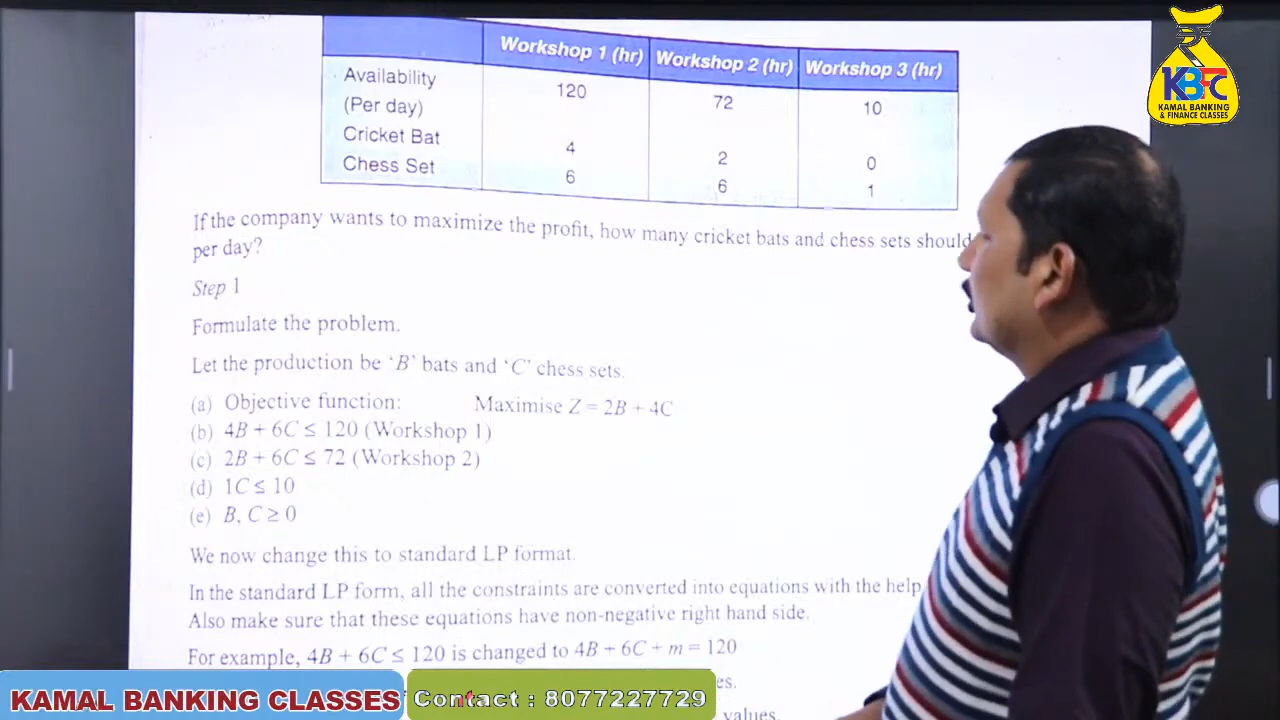 Workshop 1 (hr) Workshop 2 (hr) Workshop 3 (hr)
Availability 120 72 10
(Per day)
Cricket Bat 4 2 0
Chess Set 6 6 1
If the company wants to maximize the profit, how many cricket bats and chess sets should
per day?
Step 1
Formulate the problem.
Let the production be ‘B’ bats and ‘C’ chess sets.
(a) Objective function: Maximise Z = 2B + 4C
(b) 4B + 6C ≤ 120 (Workshop 1)
(c) 2B + 6C ≤ 72 (Workshop 2)
(d) 1C ≤ 10
(e) B, C ≥ 0
We now change this to standard LP format.
In the standard LP form, all the constraints are converted into equations with the help
Also make sure that these equations have non-negative right hand side.
For example, 4B + 6C ≤ 120 is changed to 4B + 6C + m = 120
values.
KBFC
KAMAL BANKING
& FINANCE CLASSES
KAMAL BANKING CLASSES
Contact : 8077227729